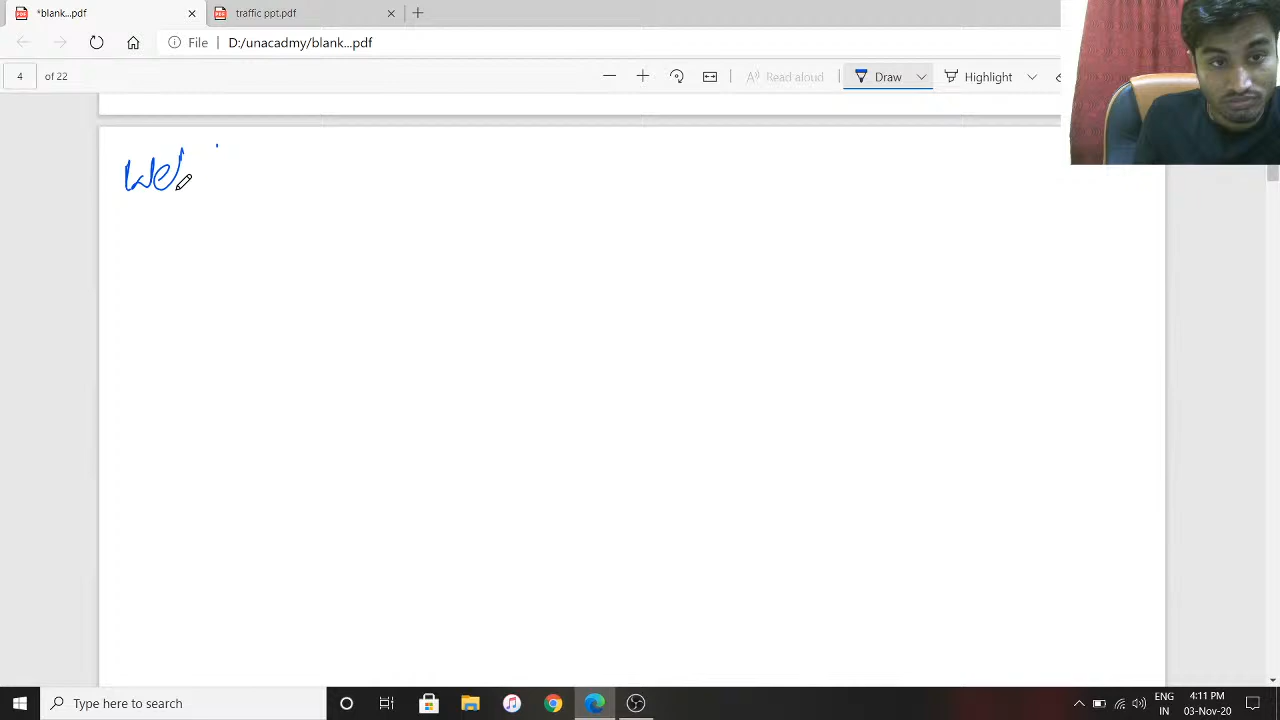 *blank...pdf
traffic ppt.pdf
File D:/unacadmy/blank...pdf
4 of 22 Read aloud Draw Highlight
Wel
Type here to search
ENG 4:11 PM
IN 03-Nov-20